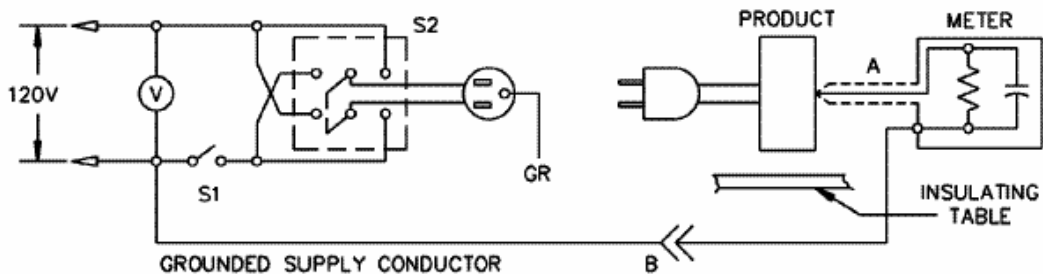 S2
PRODUCT
METER
A
120V
V
S1
GR
INSULATING
TABLE
GROUNDED SUPPLY CONDUCTOR
B